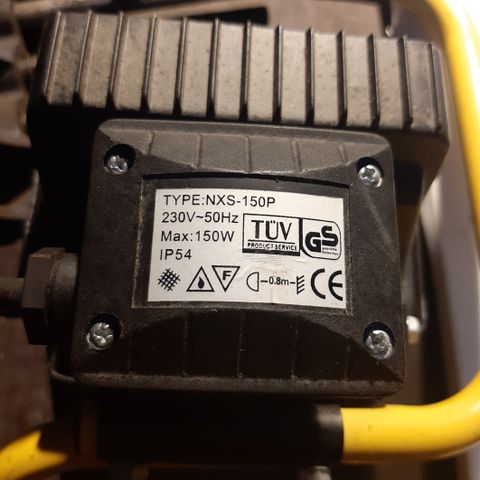 TYPE:NXS-150P
230V~50Hz
Max:150W
IP54
TÜV
PRODUCT SERVICE
GS
F
0.8m
CE